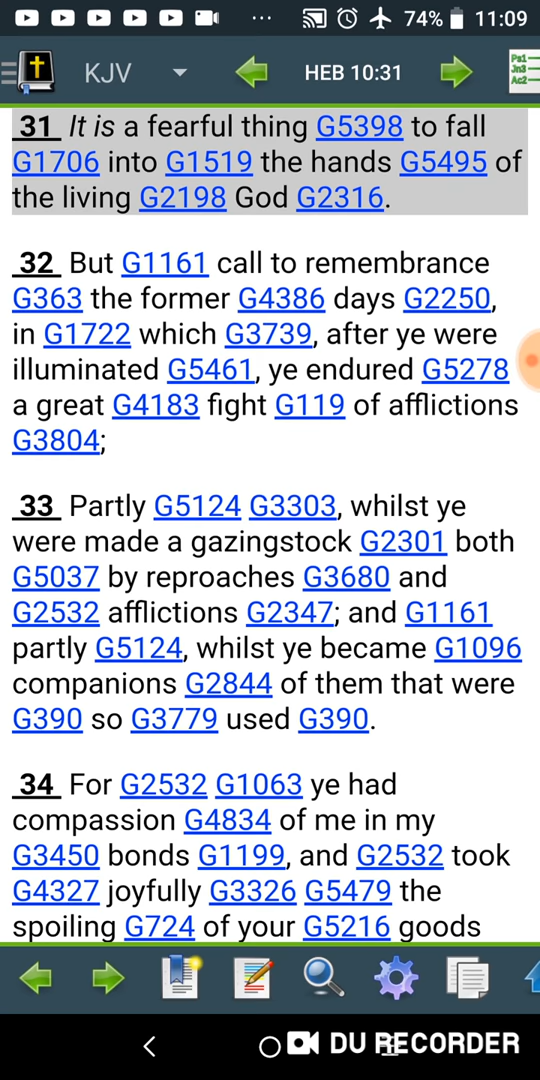 74% 11:09
KJV HEB 10:31 Ps1 Jn3 Ac2
31 It is a fearful thing G5398 to fall
G1706 into G1519 the hands G5495 of
the living G2198 God G2316.
32 But G1161 call to remembrance
G363 the former G4386 days G2250,
in G1722 which G3739, after ye were
illuminated G5461, ye endured G5278
a great G4183 fight G119 of afflictions
G3804;
33 Partly G5124 G3303, whilst ye
were made a gazingstock G2301 both
G5037 by reproaches G3680 and
G2532 afflictions G2347; and G1161
partly G5124, whilst ye became G1096
companions G2844 of them that were
G390 so G3779 used G390.
34 For G2532 G1063 ye had
compassion G4834 of me in my
G3450 bonds G1199, and G2532 took
G4327 joyfully G3326 G5479 the
spoiling G724 of your G5216 goods
DU RECORDER